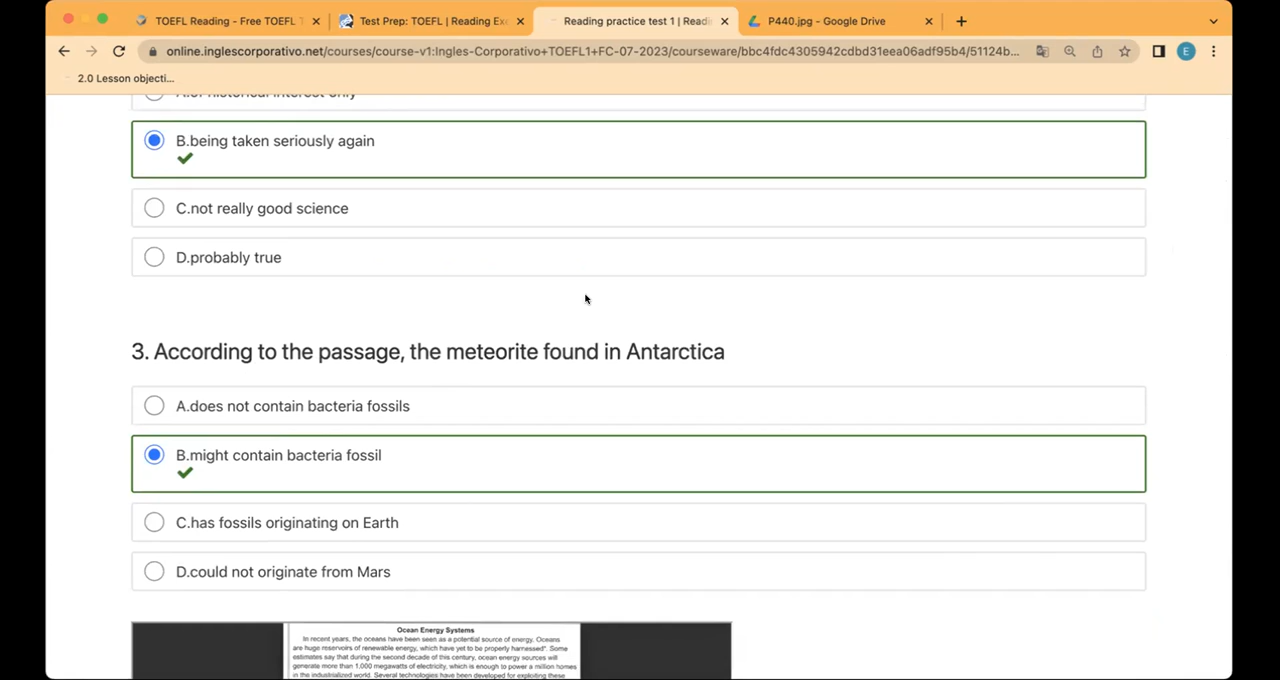 TOEFL Reading - Free TOEFL T
Test Prep: TOEFL | Reading Ex
Reading practice test 1 | Readi
P440.jpg - Google Drive
online.inglescorporativo.net/courses/course-v1:Ingles-Corporativo+TOEFL1+FC-07-2023/courseware/bbc4fdc4305942cdbd31eea06adf95b4/51124b...
E
2.0 Lesson objecti...
A.of historical interest only
B.being taken seriously again
C.not really good science
D.probably true
3. According to the passage, the meteorite found in Antarctica
A.does not contain bacteria fossils
B.might contain bacteria fossil
C.has fossils originating on Earth
D.could not originate from Mars
Ocean Energy Systems
In recent years, the oceans have been seen as a potential source of energy. Oceans
are huge reservoirs of renewable energy, which have yet to be properly harnessed". Some
estimates say that during the second decade of this century, ocean energy sources will
generate more than 1,000 megawatts of electricity, which is enough to power a million homes
in the industrialized world. Several technologies have been developed for exploiting these